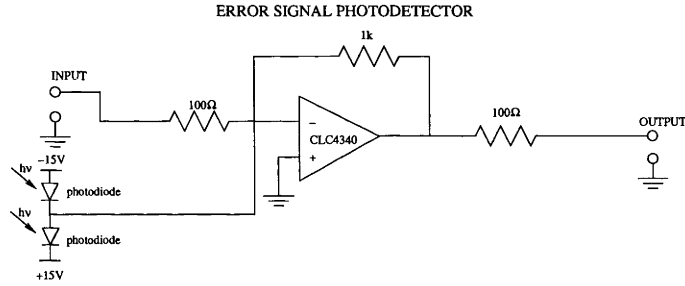 ERROR SIGNAL PHOTODETECTOR
1k
INPUT
100Ω
100Ω
OUTPUT
−
CLC4340
+
−15V
hν
photodiode
hν
photodiode
+15V